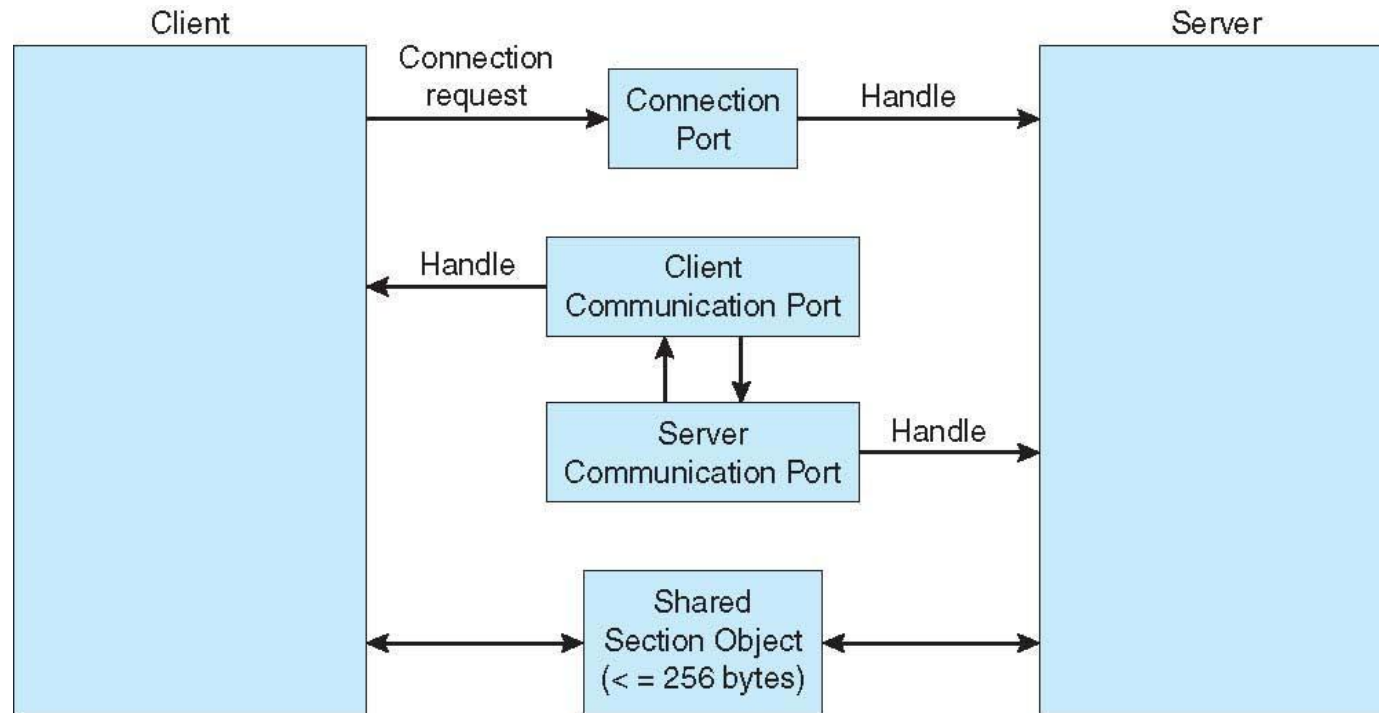 Client
Server
Connection
request
Connection
Port
Handle
Handle
Client
Communication Port
Server
Communication Port
Handle
Shared
Section Object
(< = 256 bytes)